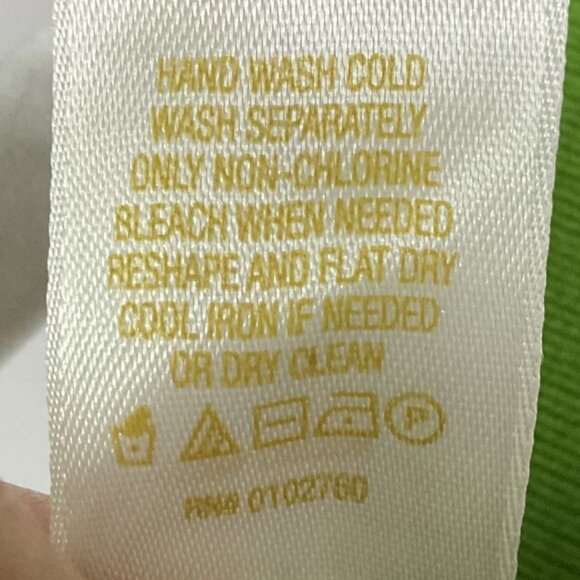 HAND WASH COLD
WASH SEPARATELY
ONLY NON-CHLORINE
BLEACH WHEN NEEDED
RESHAPE AND FLAT DRY
COOL IRON IF NEEDED
OR DRY CLEAN
P
RN# 0102760